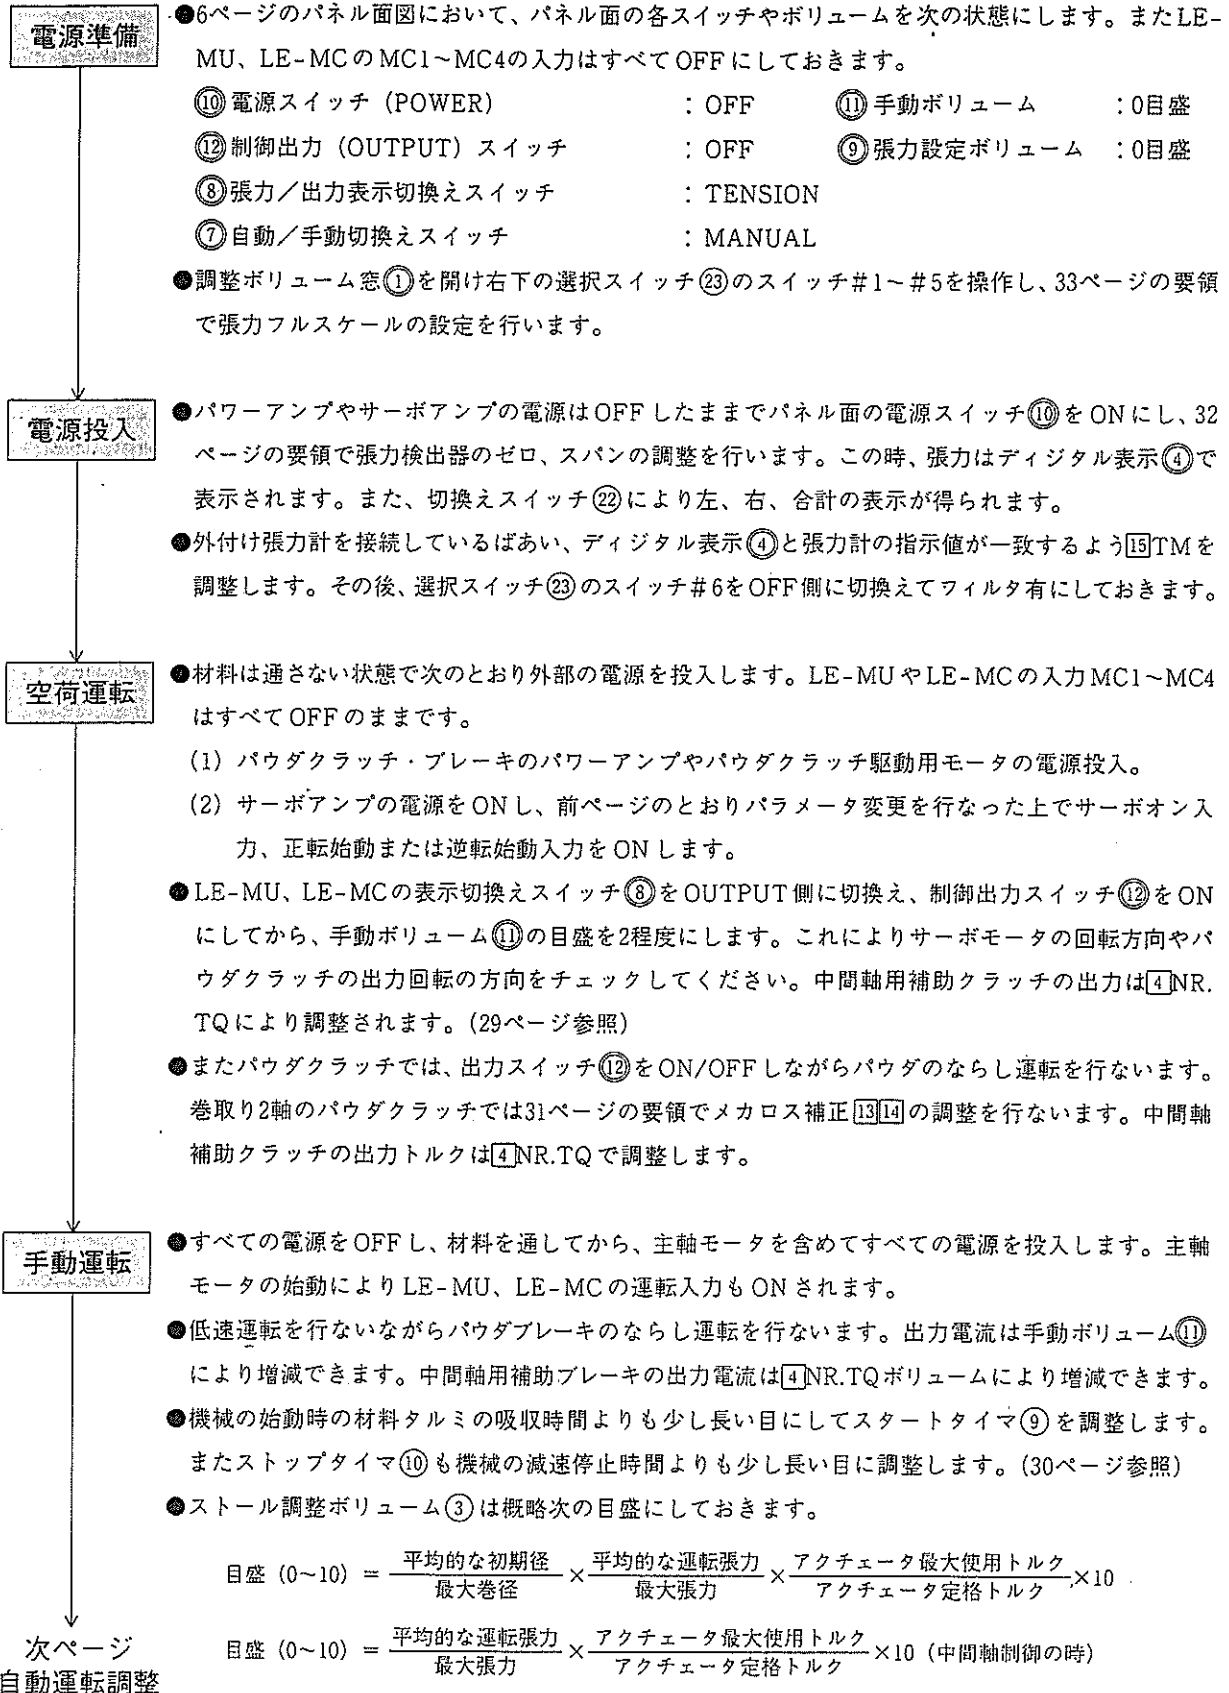 電源準備
●6ページのパネル面図において、パネル面の各スイッチやボリュームを次の状態にします。またLE-
MU、LE-MCのMC1~MC4の入力はすべてOFFにしておきます。
⑩電源スイッチ (POWER) : OFF ⑪手動ボリューム :0目盛
⑫制御出力 (OUTPUT) スイッチ : OFF ⑨張力設定ボリューム :0目盛
⑧張力/出力表示切換えスイッチ : TENSION
⑦自動/手動切換えスイッチ : MANUAL
●調整ボリューム窓①を開け右下の選択スイッチ㉓のスイッチ#1~#5を操作し、33ページの要領
で張力フルスケールの設定を行います。
電源投入
●パワーアンプやサーボアンプの電源はOFFしたままでパネル面の電源スイッチ⑩をONにし、32
ページの要領で張力検出器のゼロ、スパンの調整を行います。この時、張力はディジタル表示④で
表示されます。また、切換えスイッチ㉒により左、右、合計の表示が得られます。
●外付け張力計を接続しているばあい、ディジタル表示④と張力計の指示値が一致するよう[15]TMを
調整します。その後、選択スイッチ㉓のスイッチ#6をOFF側に切換えてフィルタ有にしておきます。
空荷運転
●材料は通さない状態で次のとおり外部の電源を投入します。LE-MUやLE-MCの入力MC1~MC4
はすべてOFFのままです。
(1) パウダクラッチ・ブレーキのパワーアンプやパウダクラッチ駆動用モータの電源投入。
(2) サーボアンプの電源をONし、前ページのとおりパラメータ変更を行なった上でサーボオン入
力、正転始動または逆転始動入力をONします。
●LE-MU、LE-MCの表示切換えスイッチ⑧をOUTPUT側に切換え、制御出力スイッチ⑫をON
にしてから、手動ボリューム⑪の目盛を2程度にします。これによりサーボモータの回転方向やパ
ウダクラッチの出力回転の方向をチェックしてください。中間軸用補助クラッチの出力は[4]NR.
TQにより調整されます。(29ページ参照)
●またパウダクラッチでは、出力スイッチ⑫をON/OFFしながらパウダのならし運転を行ないます。
巻取り2軸のパウダクラッチでは31ページの要領でメカロス補正[13][14]の調整を行ないます。中間軸
補助クラッチの出力トルクは[4]NR.TQで調整します。
手動運転
●すべての電源をOFFし、材料を通してから、主軸モータを含めてすべての電源を投入します。主軸
モータの始動によりLE-MU、LE-MCの運転入力もONされます。
●低速運転を行ないながらパウダブレーキのならし運転を行ないます。出力電流は手動ボリューム⑪
により増減できます。中間軸用補助ブレーキの出力電流は[4]NR.TQボリュームにより増減できます。
●機械の始動時の材料タルミの吸収時間よりも少し長い目にしてスタートタイマ⑨を調整します。
またストップタイマ⑩も機械の減速停止時間よりも少し長い目に調整します。(30ページ参照)
●ストール調整ボリューム③は概略次の目盛にしておきます。
目盛 (0~10) = 平均的な初期径/最大巻径 × 平均的な運転張力/最大張力 × アクチェータ最大使用トルク/アクチェータ定格トルク ×10
目盛 (0~10) = 平均的な運転張力/最大張力 × アクチェータ最大使用トルク/アクチェータ定格トルク ×10 (中間軸制御の時)
次ページ
自動運転調整